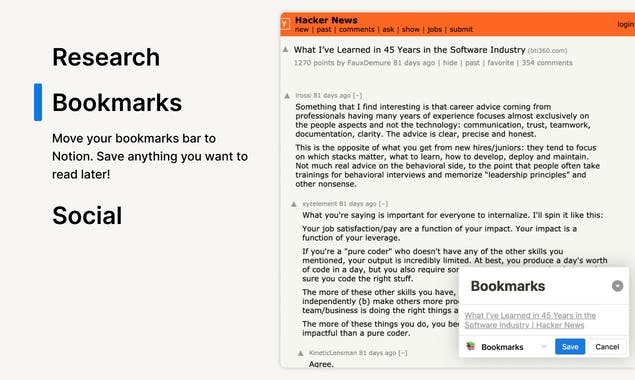 Research
Bookmarks
Move your bookmarks bar to
Notion. Save anything you want to
read later!
Social
Y
Hacker News
new | past | comments | ask | show | jobs | submit
login
What I've Learned in 45 Years in the Software Industry (bti360.com)
1270 points by FauxDemure 81 days ago | hide | past | favorite | 354 comments
lrossi 81 days ago [–]
Something that I find interesting is that career advice coming from
professionals having many years of experience focuses almost exclusively on
the people aspects and not the technology: communication, trust, teamwork,
documentation, clarity. The advice is clear, precise and honest.
This is the opposite of what you get from new hires/juniors: they tend to focus
on which stacks matter, what to learn, how to develop, deploy and maintain.
Not much real advice on the behavioral side, to the point that people often take
trainings for behavioral interviews and memorize “leadership principles” and
other nonsense.
xyzelement 81 days ago [–]
What you're saying is important for everyone to internalize. I'll spin it like this:
Your job satisfaction/pay are a function of your impact. Your impact is a
function of your leverage.
If you're a "pure coder" who doesn't have any of the other skills you
mentioned, your output is incredibly limited. At best, you produce a day's worth
of code in a day, but you also require
sure you code the right stuff.
The more of these other skills you have,
independently (b) make others more
team/business is doing the right things
The more of these things you do, you
impactful than a pure coder.
KineticLensman 81 days ago [–]
Agree.
Bookmarks
What I've Learned in 45 Years in the
Software Industry | Hacker News
Bookmarks
Save
Cancel